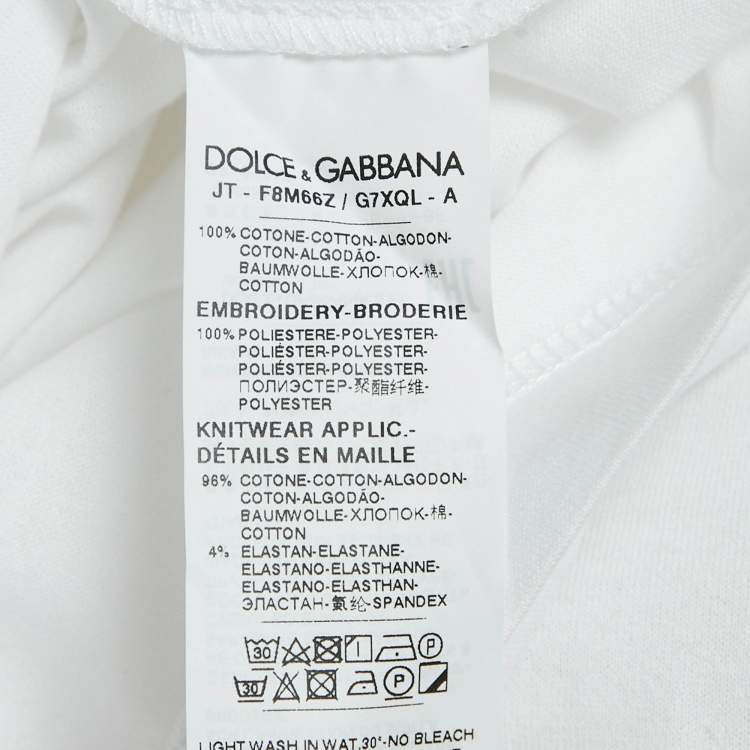 DOLCE & GABBANA
JT - F8M66Z / G7XQL - A
100% COTONE-COTTON-ALGODON-
COTON-ALGODÃO-
BAUMWOLLE-ХЛОПОК-棉-
COTTON
EMBROIDERY-BRODERIE
100% POLIESTERE-POLYESTER-
POLIÉSTER-POLYESTER-
POLIÉSTER-POLYESTER-
ПОЛИЭСТЕР-聚酯纤维-
POLYESTER
KNITWEAR APPLIC.-
DÉTAILS EN MAILLE
96% COTONE-COTTON-ALGODON-
COTON-ALGODÃO-
BAUMWOLLE-ХЛОПОК-棉-
COTTON
4% ELASTAN-ELASTANE-
ELASTANO-ELASTHANNE-
ELASTANO-ELASTHAN-
ЭЛАСТАН-氨纶-SPANDEX
30 P
30 P
LIGHT WASH IN WAT.30°-NO BLEACH